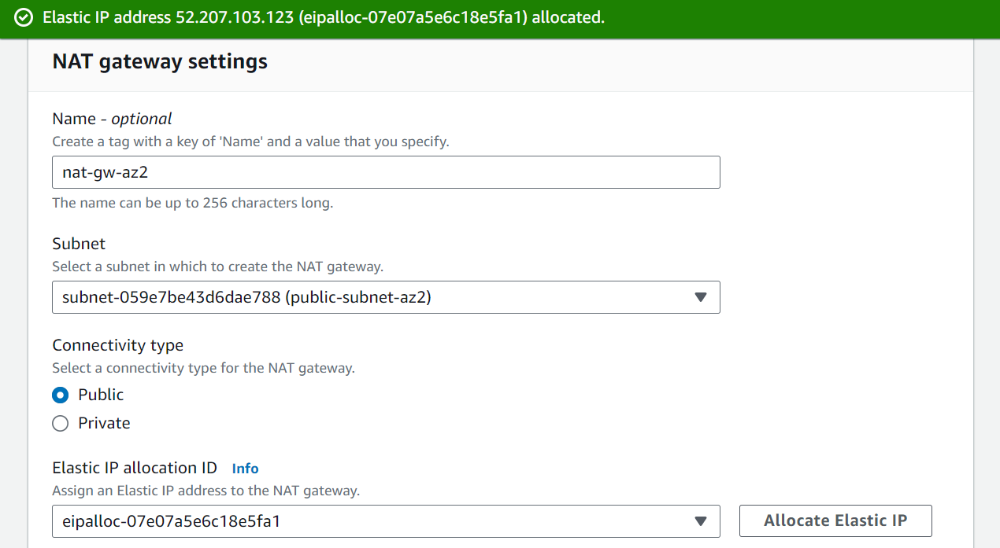 Elastic IP address 52.207.103.123 (eipalloc-07e07a5e6c18e5fa1) allocated.
NAT gateway settings
Name - optional
Create a tag with a key of 'Name' and a value that you specify.
nat-gw-az2
The name can be up to 256 characters long.
Subnet
Select a subnet in which to create the NAT gateway.
subnet-059e7be43d6dae788 (public-subnet-az2)
Connectivity type
Select a connectivity type for the NAT gateway.
Public
Private
Elastic IP allocation ID Info
Assign an Elastic IP address to the NAT gateway.
eipalloc-07e07a5e6c18e5fa1 Allocate Elastic IP